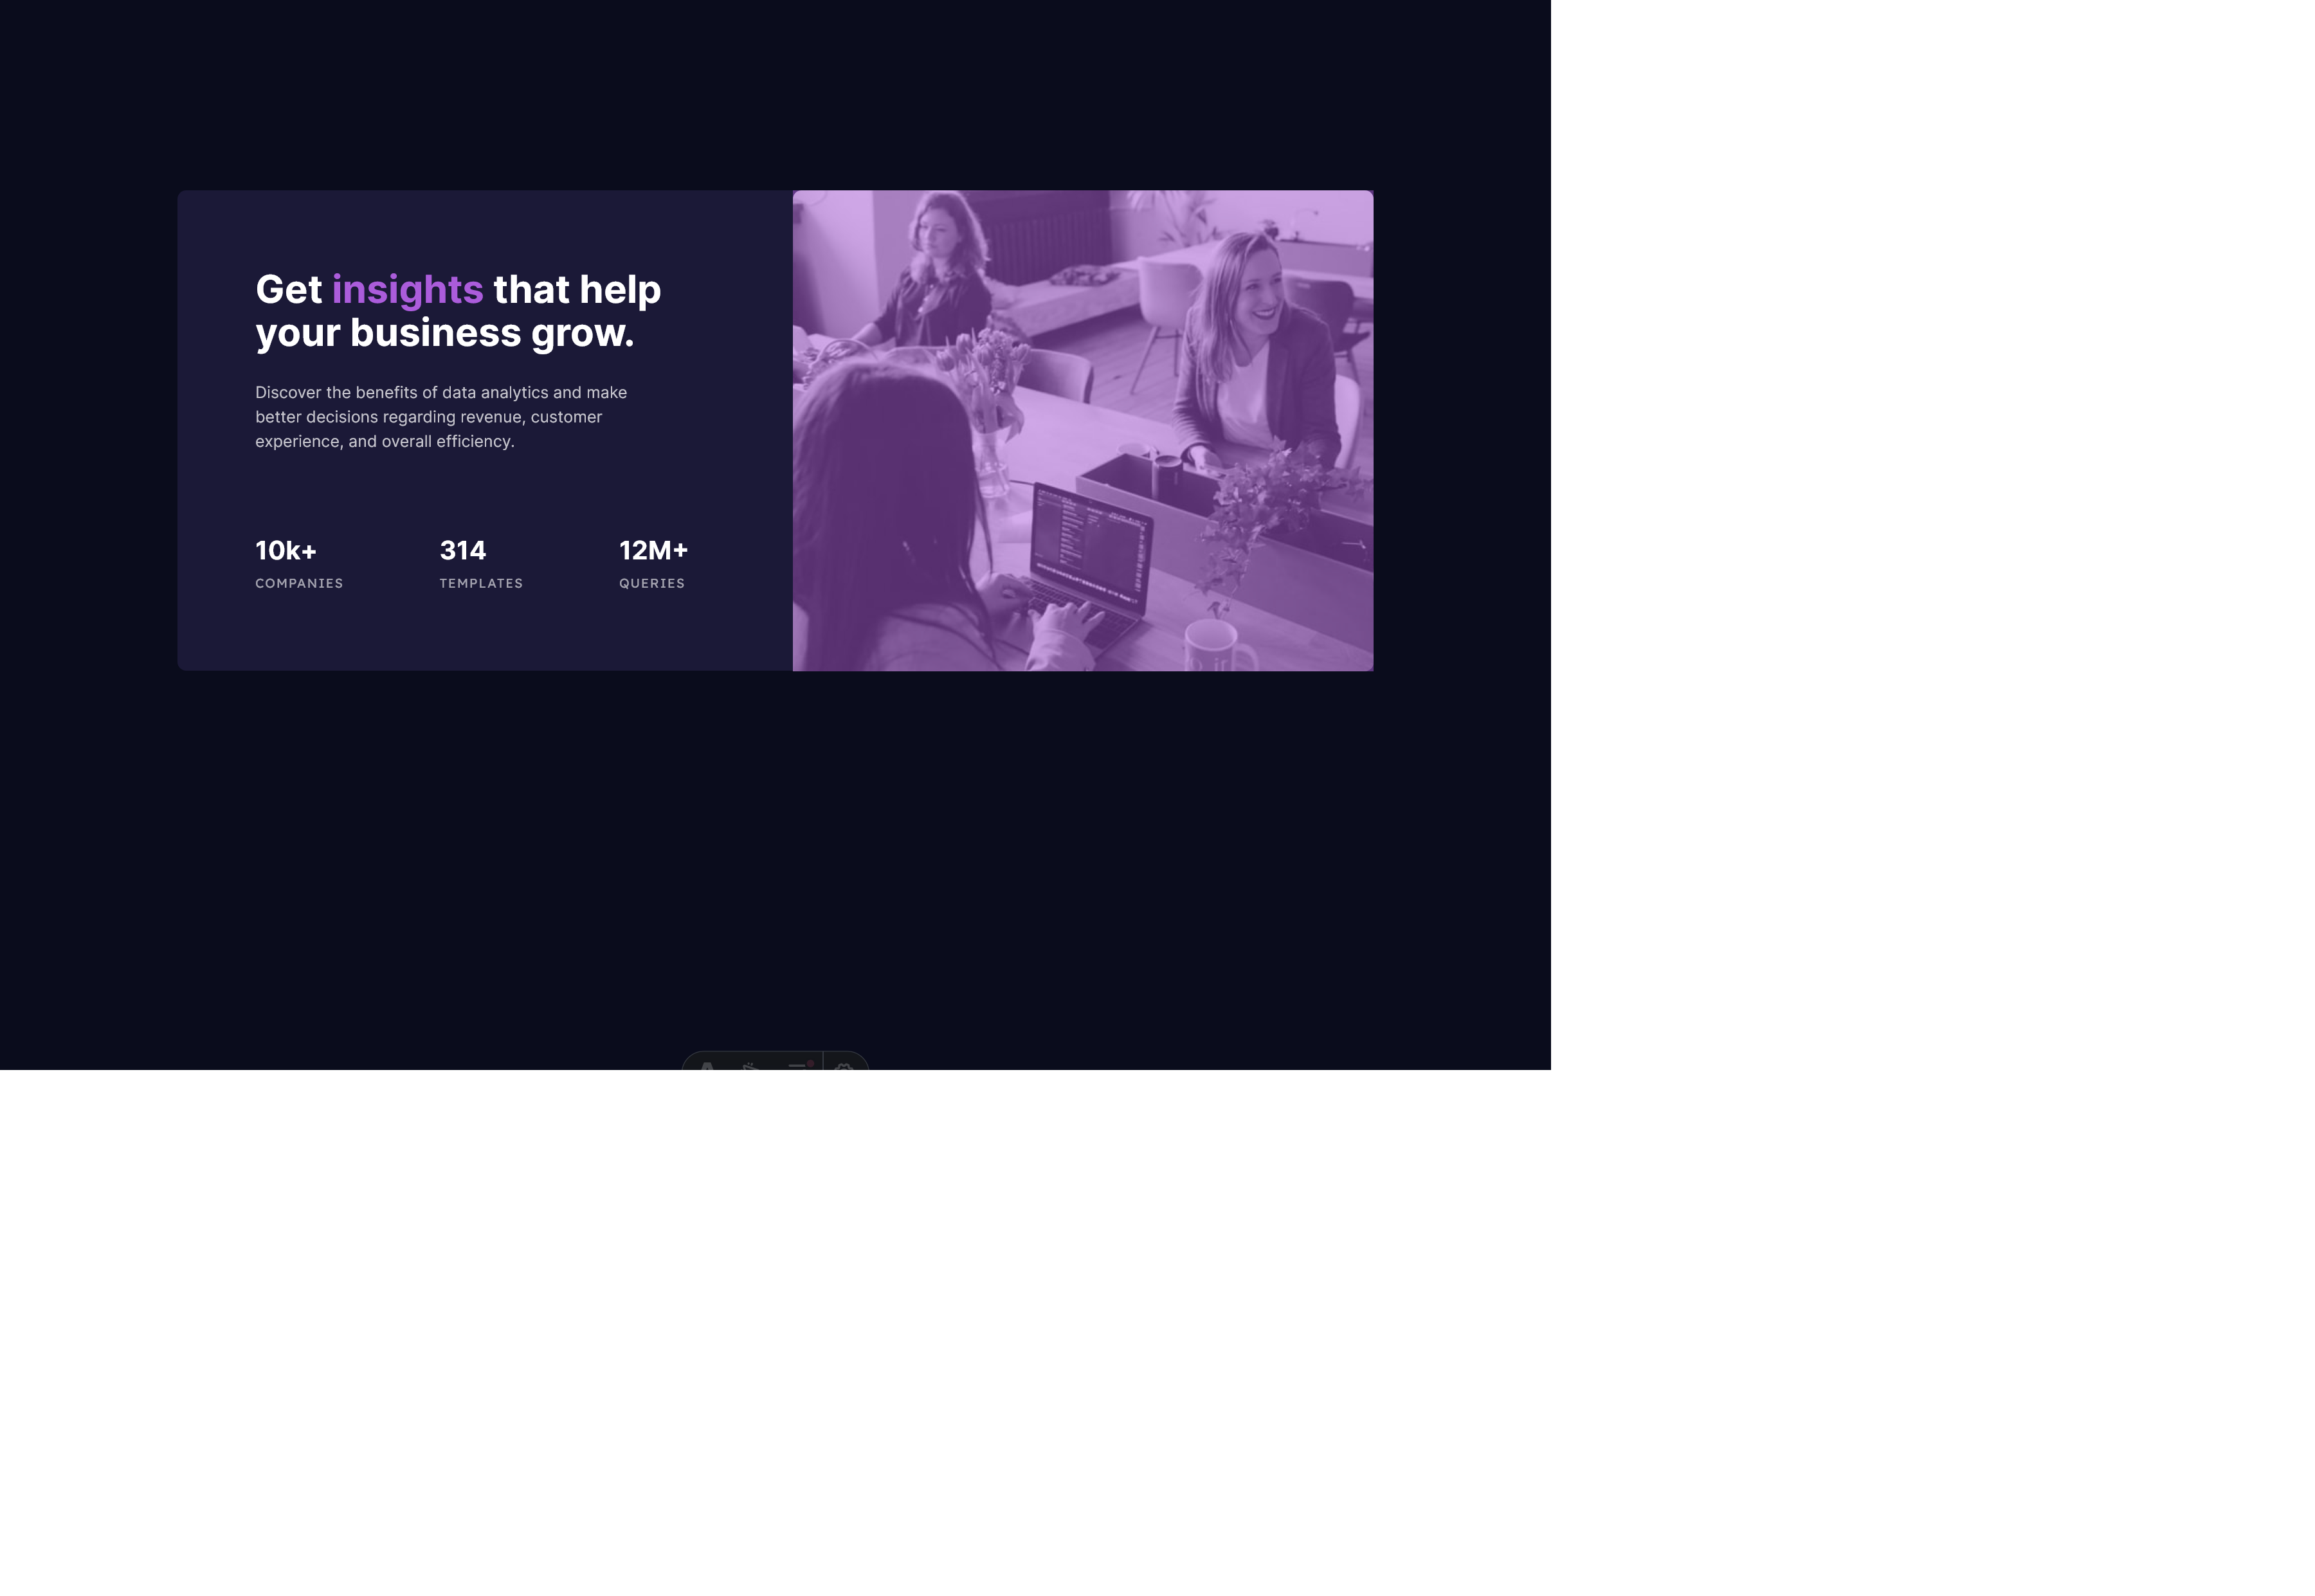 Get insights that help
your business grow.
Discover the benefits of data analytics and make
better decisions regarding revenue, customer
experience, and overall efficiency.
10k+
COMPANIES
314
TEMPLATES
12M+
QUERIES